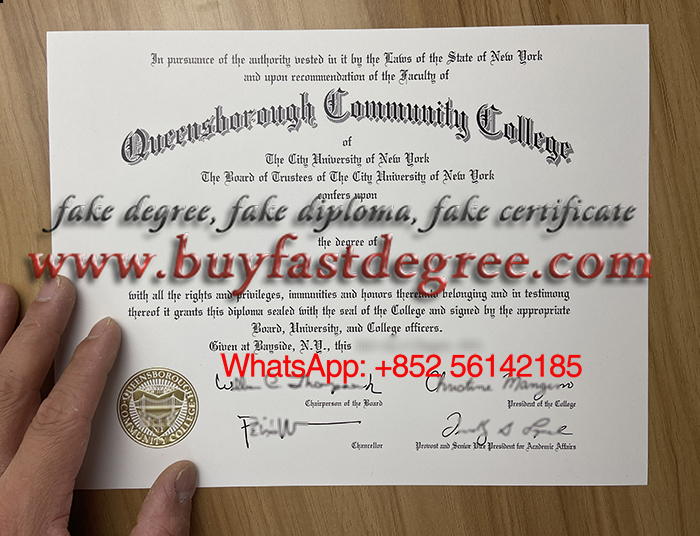 In pursuance of the authority vested in it by the Laws of the State of New York
and upon recommendation of the Faculty of
Queensborough Community College
of
The City University of New York
The Board of Trustees of The City University of New York
confers upon
fake degree, fake diploma, fake certificate
the degree of
www.buyfastdegree.com
with all the rights and privileges, immunities and honors thereunto belonging and in testimony
thereof it grants this diploma sealed with the seal of the College and signed by the appropriate
Board, University, and College officers.
Given at Bayside, N.Y., this
WhatsApp: +852 56142185
Christine Mangino
Chairperson of the Board
President of the College
Chancellor
Provost and Senior Vice President for Academic Affairs
QUEENSBOROUGH
COMMUNITY COLLEGE